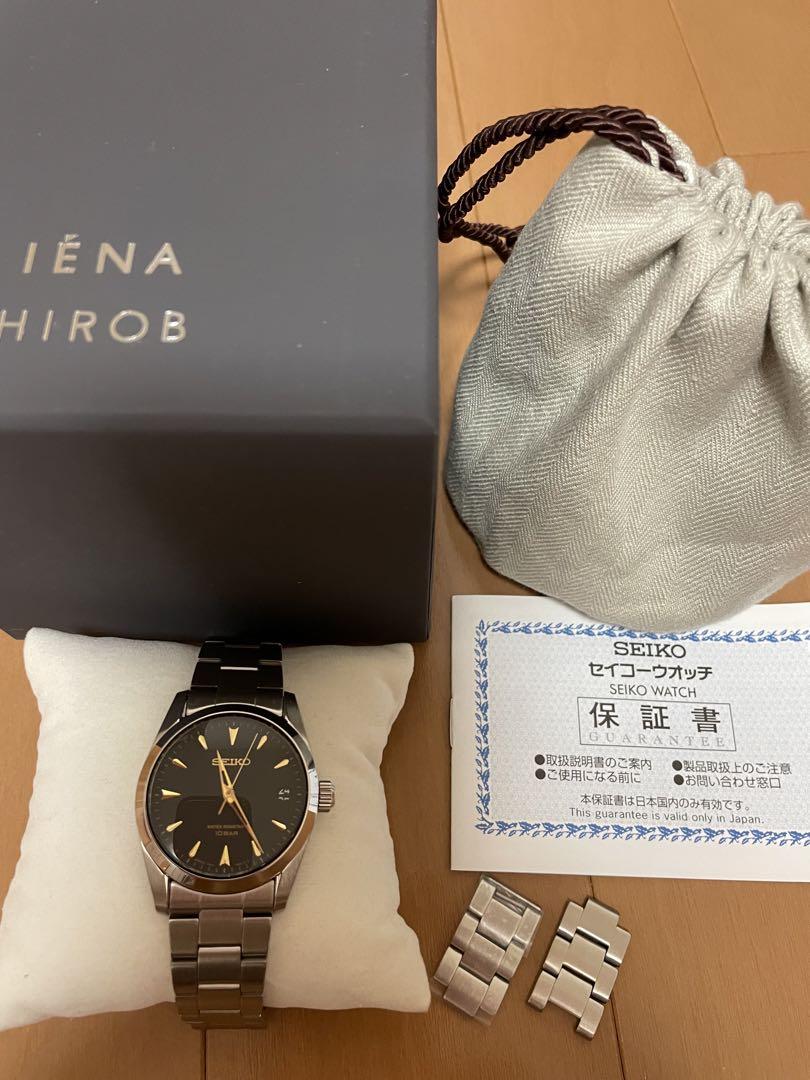 IÉNA
HIROB
SEIKO
セイコーウオッチ
SEIKO WATCH
保証書
GUARANTEE
●取扱説明書のご案内 ●製品取扱上のご注意
●ご使用になる前に ●お問い合わせ窓口
本保証書は日本国内のみ有効です。
This guarantee is valid only in Japan.
SEIKO
WATER RESISTANT
10BAR